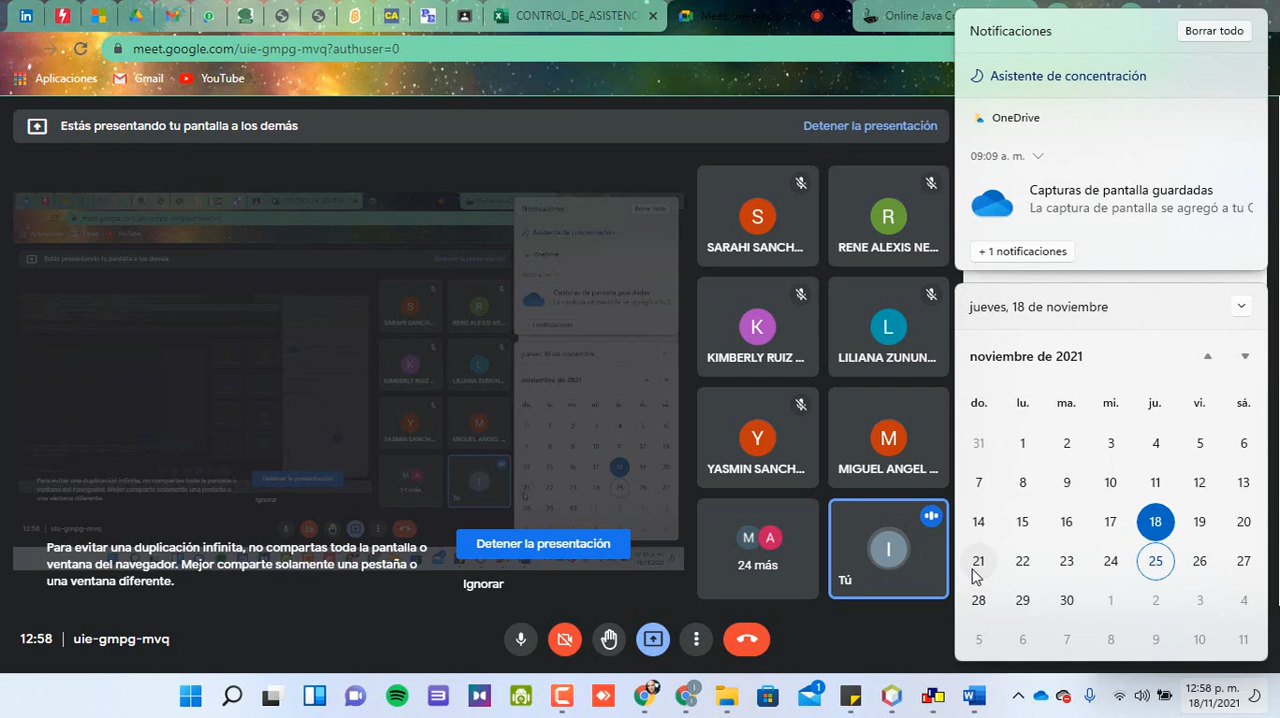 CONTROL_DE_ASISTENC
Online Java Co
meet.google.com/uie-gmpg-mvq?authuser=0
Aplicaciones
Gmail
YouTube
Estás presentando tu pantalla a los demás
Detener la presentación
SARAHI SANCH...
RENE ALEXIS NE...
KIMBERLY RUIZ ...
LILIANA ZUNUN...
YASMIN SANCH...
MIGUEL ANGEL ...
24 más
Tú
Para evitar una duplicación infinita, no compartas toda la pantalla o
ventana del navegador. Mejor comparte solamente una pestaña o
una ventana diferente.
Detener la presentación
Ignorar
12:58 | uie-gmpg-mvq
Notificaciones
Borrar todo
Asistente de concentración
OneDrive
09:09 a. m.
Capturas de pantalla guardadas
La captura de pantalla se agregó a tu
+ 1 notificaciones
jueves, 18 de noviembre
noviembre de 2021
do. lu. ma. mi. ju. vi. sá.
31 1 2 3 4 5 6
7 8 9 10 11 12 13
14 15 16 17 18 19 20
21 22 23 24 25 26 27
28 29 30 1 2 3 4
5 6 7 8 9 10 11
12:58 p. m.
18/11/2021